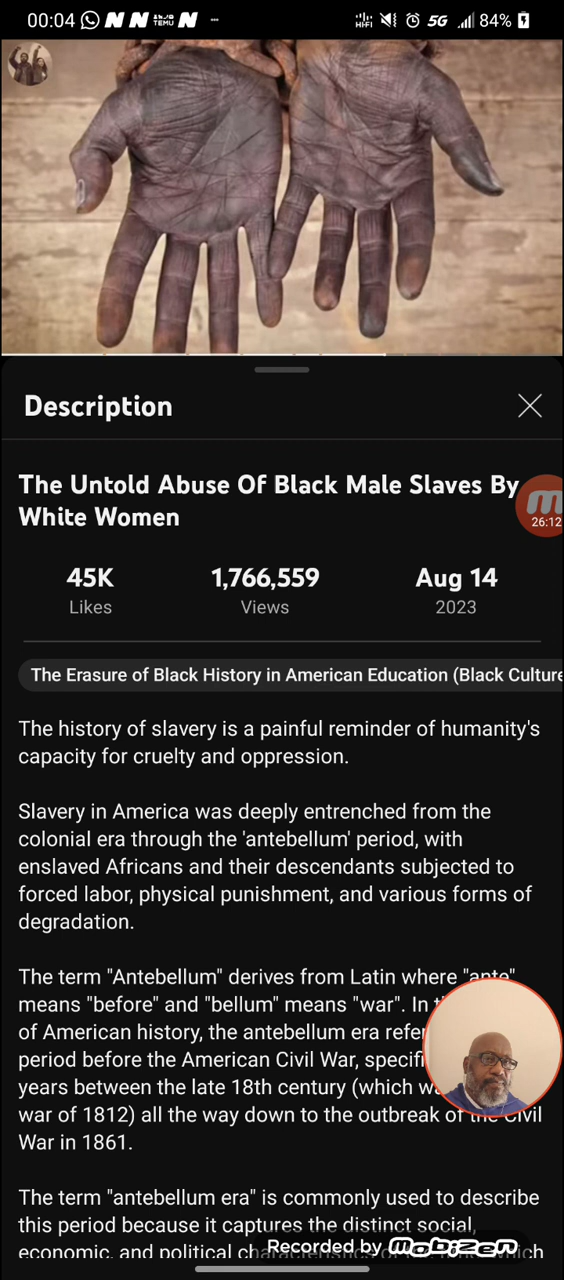 00:04 N N TEMU N
HI-FI 5G 84%
Description
The Untold Abuse Of Black Male Slaves By
White Women
26:12
45K 1,766,559 Aug 14
Likes Views 2023
The Erasure of Black History in American Education (Black Culture
The history of slavery is a painful reminder of humanity's
capacity for cruelty and oppression.
Slavery in America was deeply entrenched from the
colonial era through the 'antebellum' period, with
enslaved Africans and their descendants subjected to
forced labor, physical punishment, and various forms of
degradation.
The term "Antebellum" derives from Latin where "ante"
means "before" and "bellum" means "war". In
of American history, the antebellum era
period before the American Civil War,
years between the late 18th century (which
war of 1812) all the way down to the outbreak of the Civil
War in 1861.
The term "antebellum era" is commonly used to describe
this period because it captures the distinct social,
economic, and political which
Recorded by Mobizen